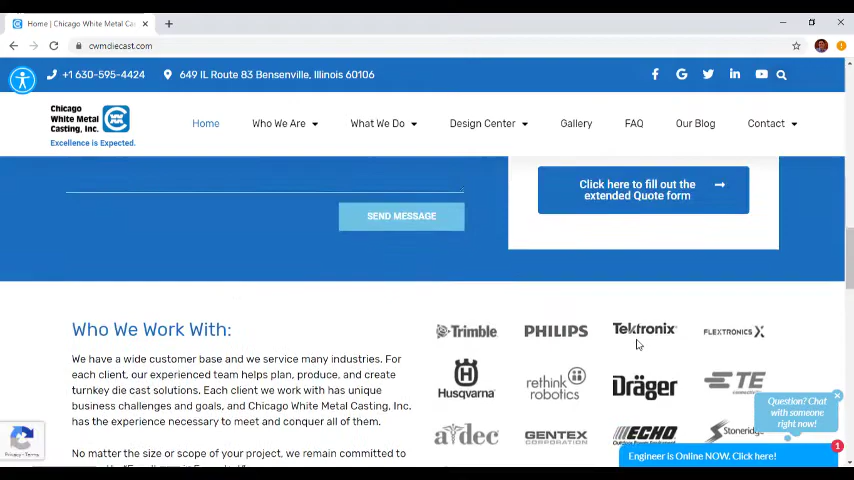 Home | Chicago White Metal Ca
cwmdiecast.com
+1 630-595-4424
649 IL Route 83 Bensenville, Illinois 60106
Chicago
White Metal
Casting, Inc.
Excellence is Expected.
Home
Who We Are
What We Do
Design Center
Gallery
FAQ
Our Blog
Contact
Click here to fill out the
extended Quote form
SEND MESSAGE
Who We Work With:
We have a wide customer base and we service many industries. For
each client, our experienced team helps plan, produce, and create
turnkey die cast solutions. Each client we work with has unique
business challenges and goals, and Chicago White Metal Casting, Inc.
has the experience necessary to meet and conquer all of them.
No matter the size or scope of your project, we remain committed to
Trimble
PHILIPS
Tektronix
FLEXTRONICS
Husqvarna
rethink
robotics
Dräger
TE
a-dec
GENTEX
CORPORATION
ECHO
Stoneridge
Question? Chat
with someone
right now!
1
Engineer is Online NOW. Click here!
Privacy - Terms